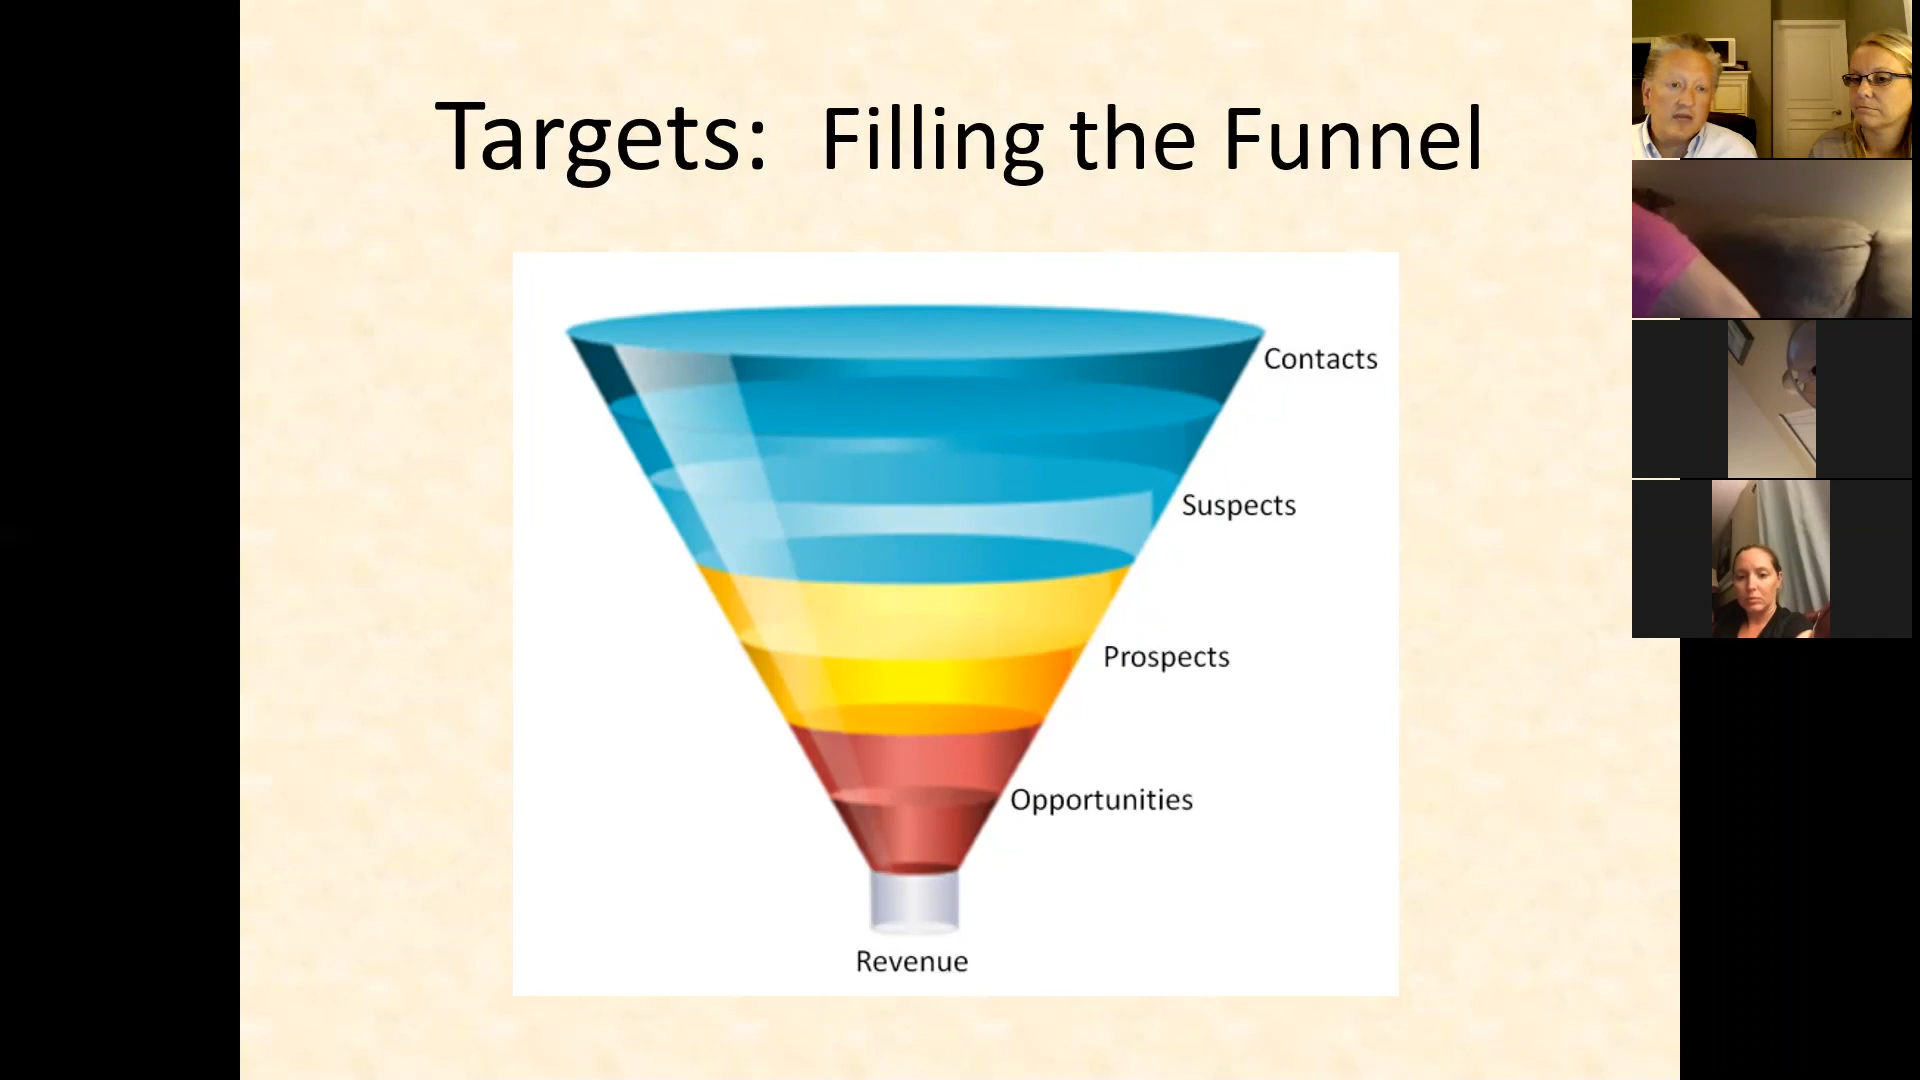 Targets: Filling the Funnel
Contacts
Suspects
Prospects
Opportunities
Revenue